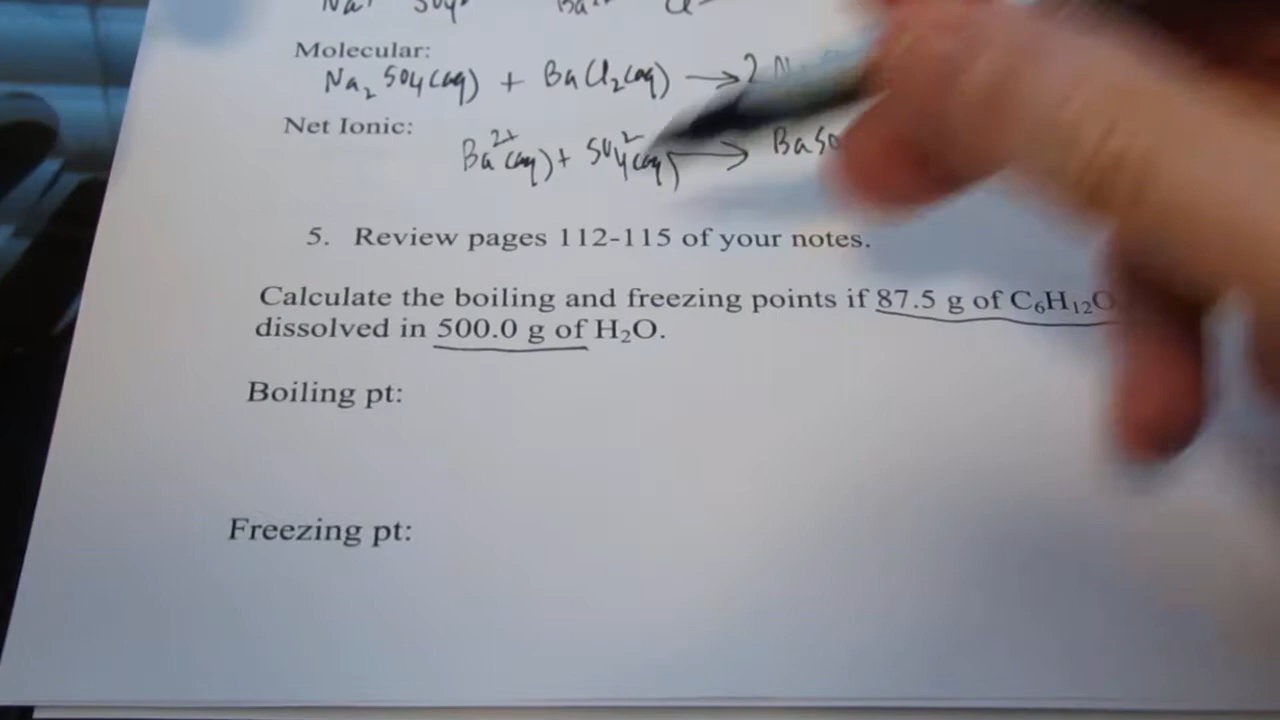 Molecular:
Na₂SO₄(aq) + BaCl₂(aq) → 2 N
Net Ionic:
Ba²⁺(aq) + SO₄²⁻(aq) → BaSO
5. Review pages 112-115 of your notes.
Calculate the boiling and freezing points if 87.5 g of C₆H₁₂O
dissolved in 500.0 g of H₂O.
Boiling pt:
Freezing pt: